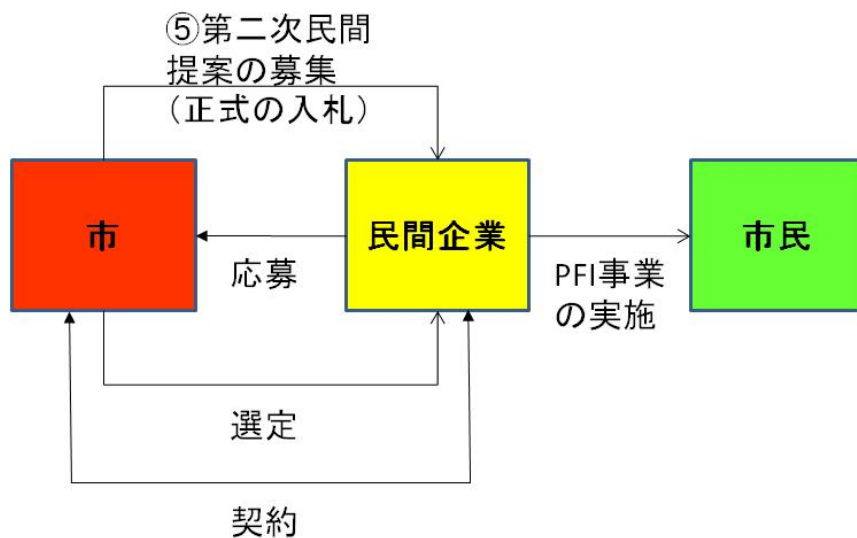 ⑤第二次民間
提案の募集
（正式の入札）
市
民間企業
市民
応募
PFI事業
の実施
選定
契約